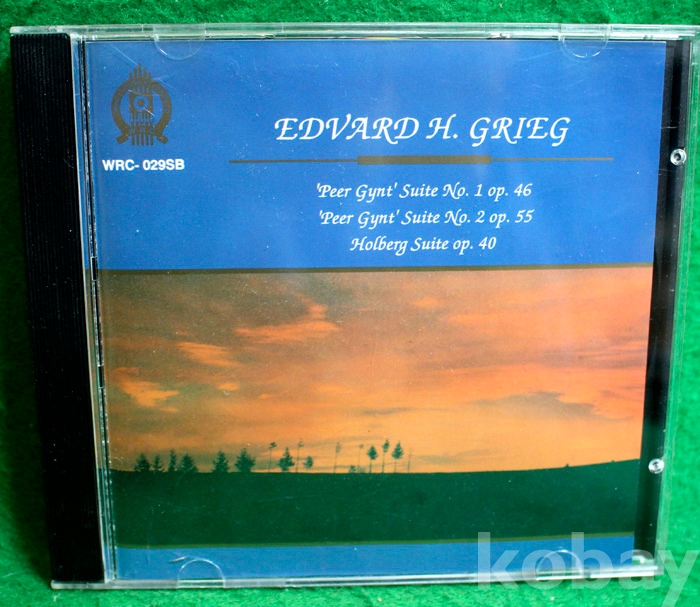 WRC- 029SB
EDVARD H. GRIEG
'Peer Gynt' Suite No. 1 op. 46
'Peer Gynt' Suite No. 2 op. 55
Holberg Suite op. 40
kobay